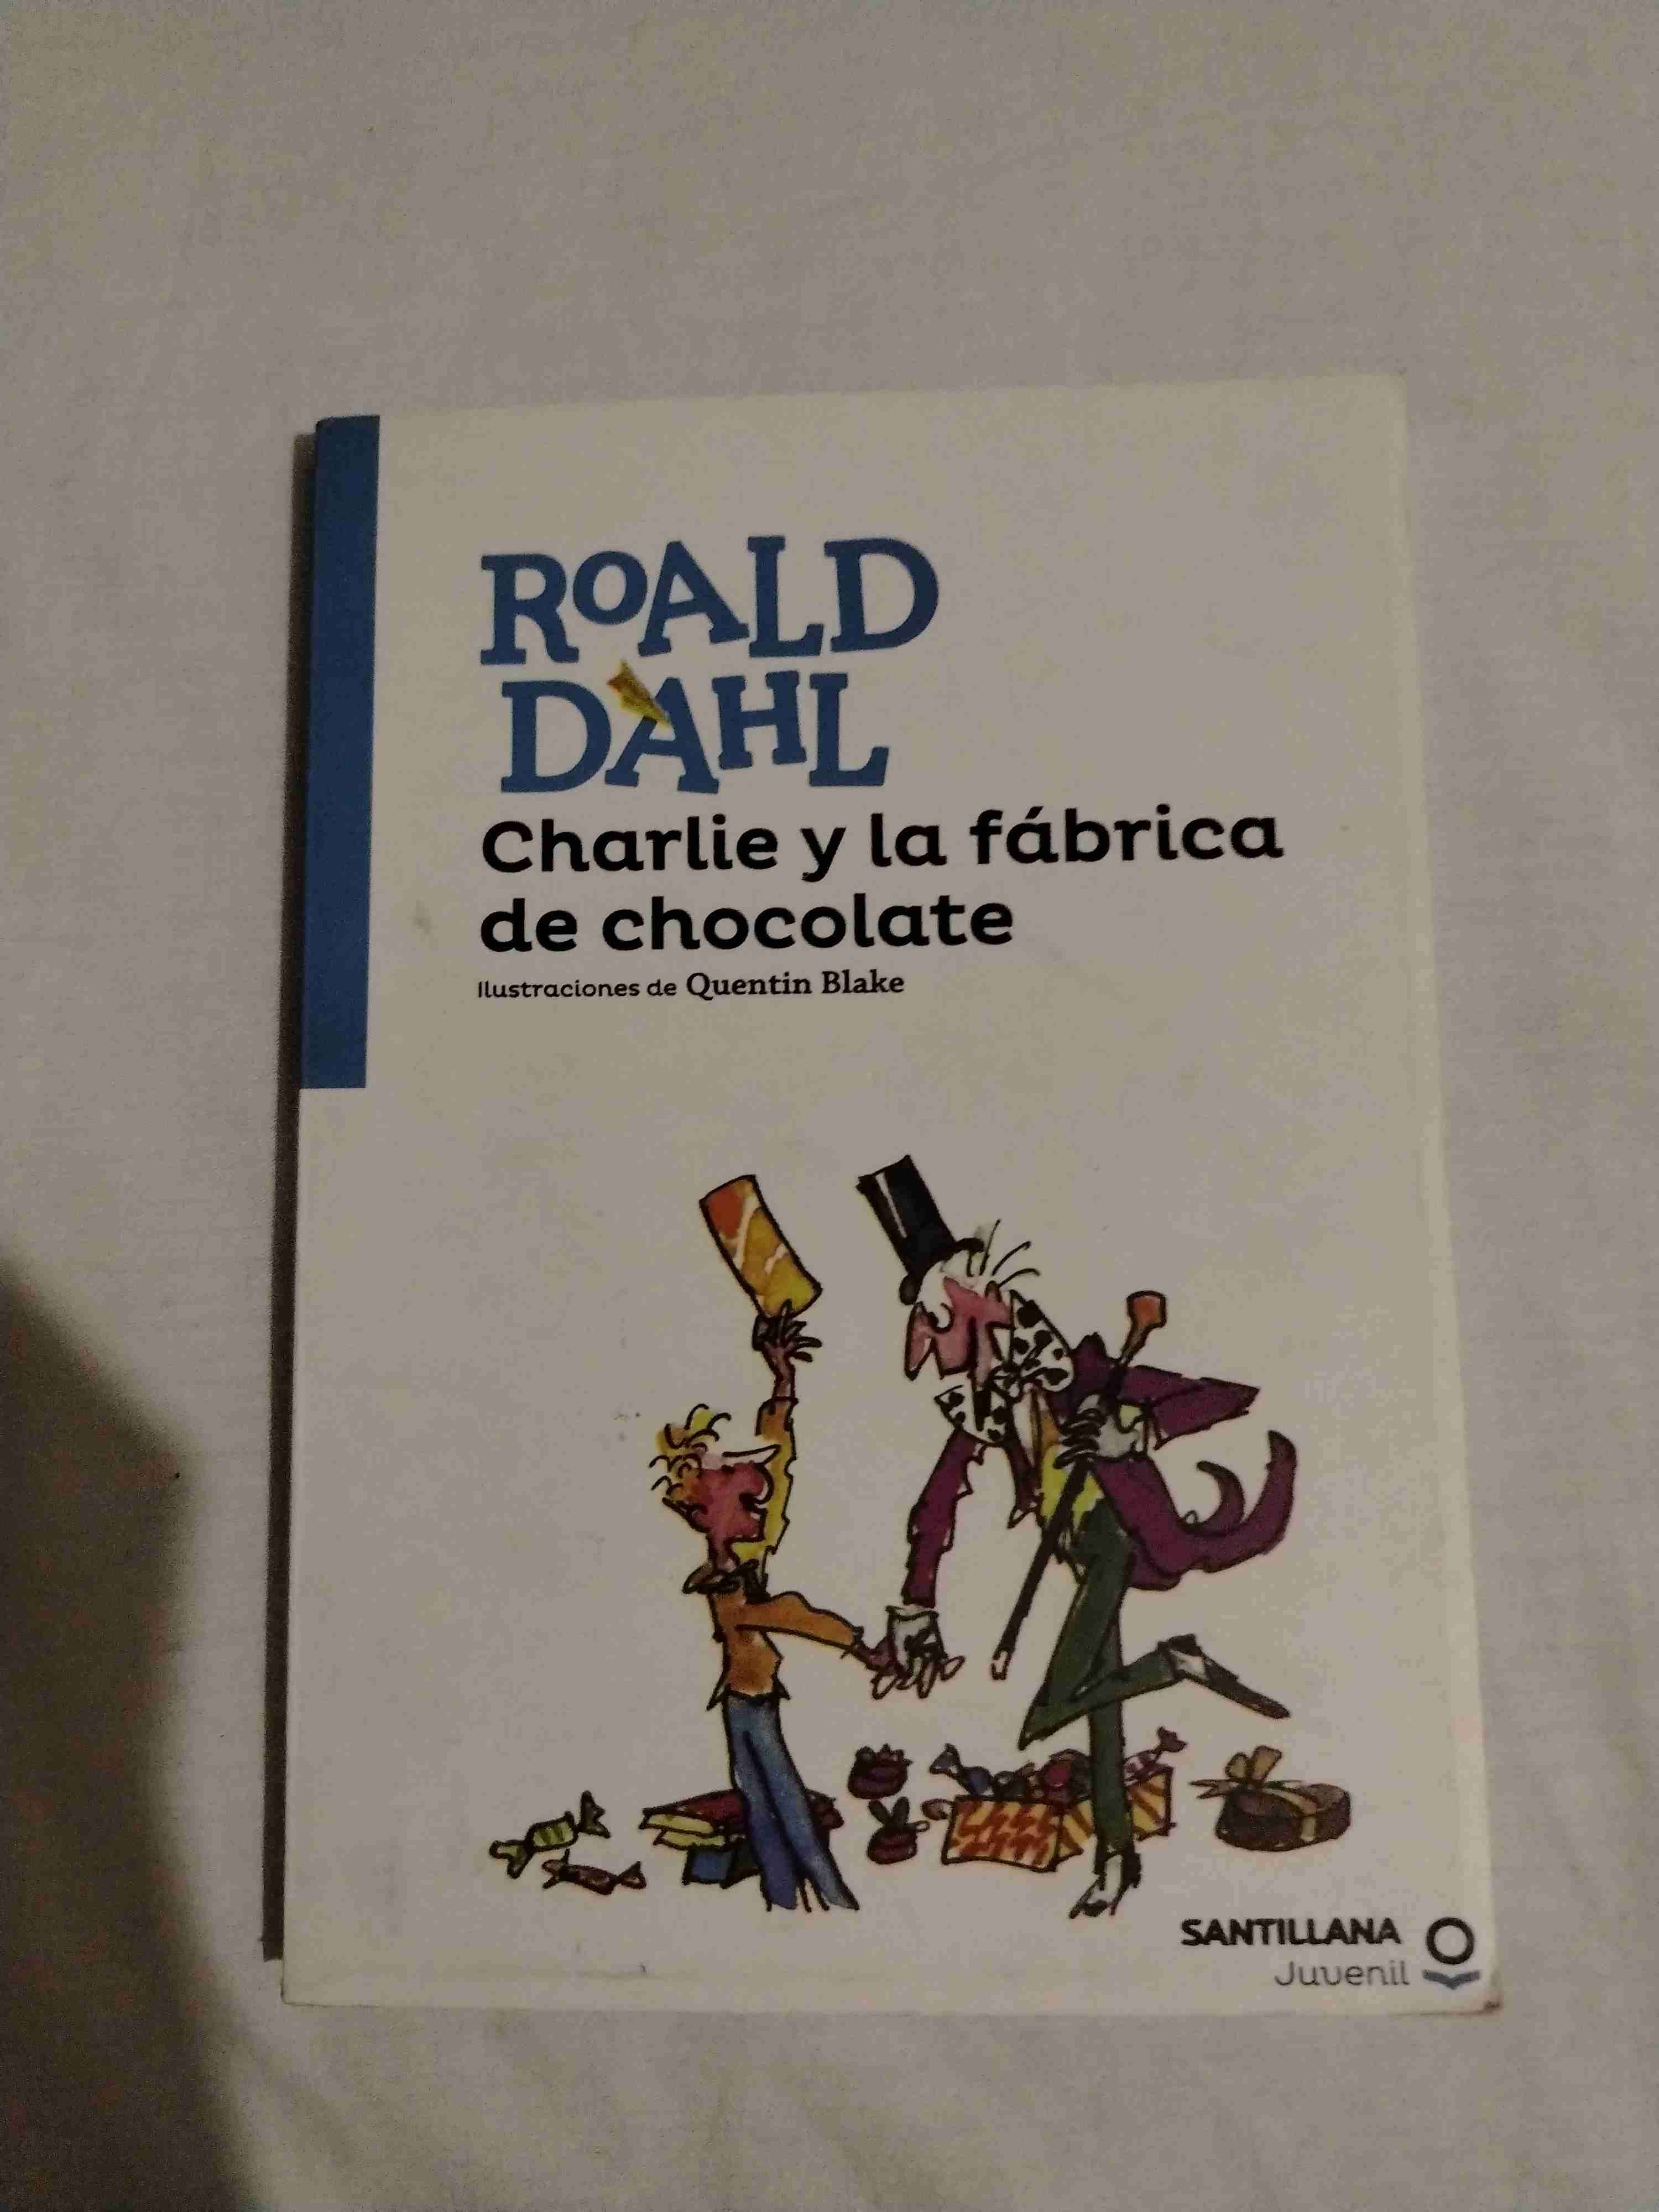 ROALD
DAHL
Charlie y la fábrica
de chocolate
Ilustraciones de Quentin Blake
SANTILLANA
Juvenil